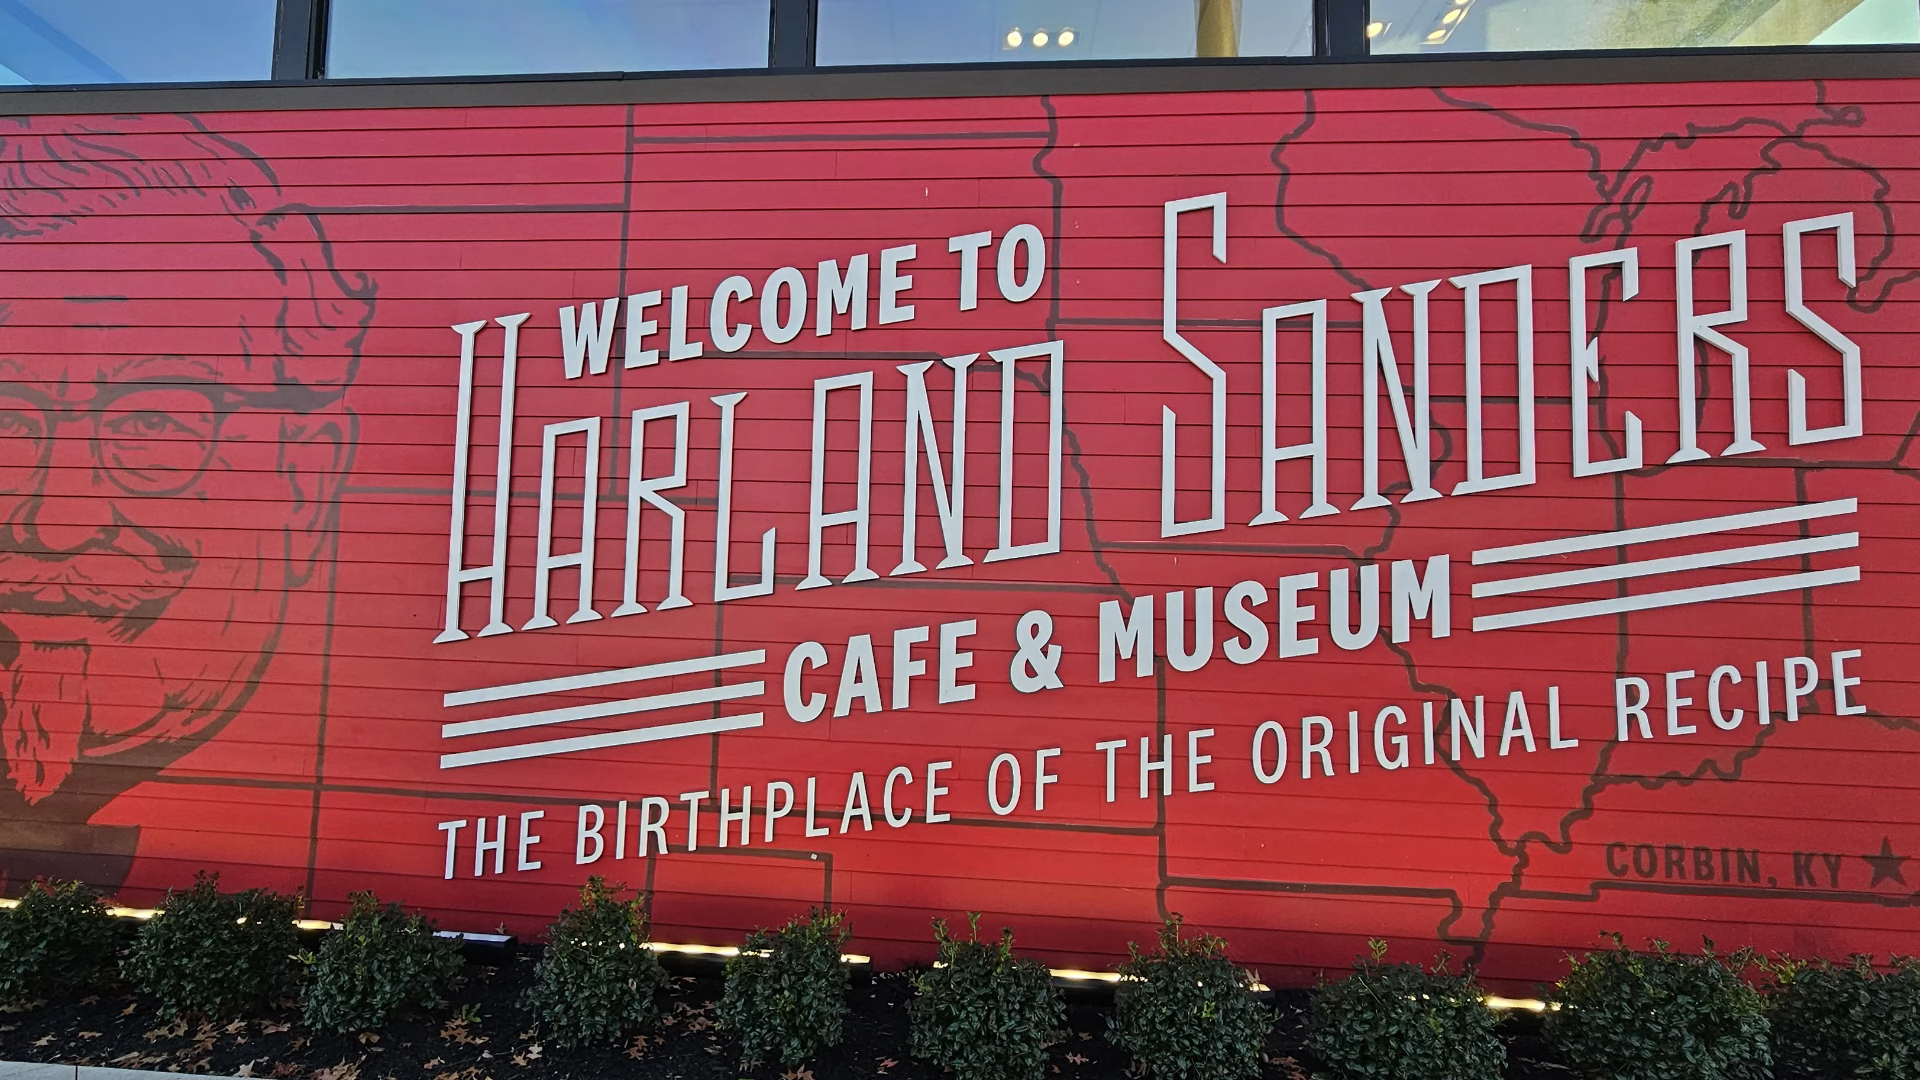 WELCOME TO
HARLAND SANDERS
CAFE & MUSEUM
THE BIRTHPLACE OF THE ORIGINAL RECIPE
CORBIN, KY